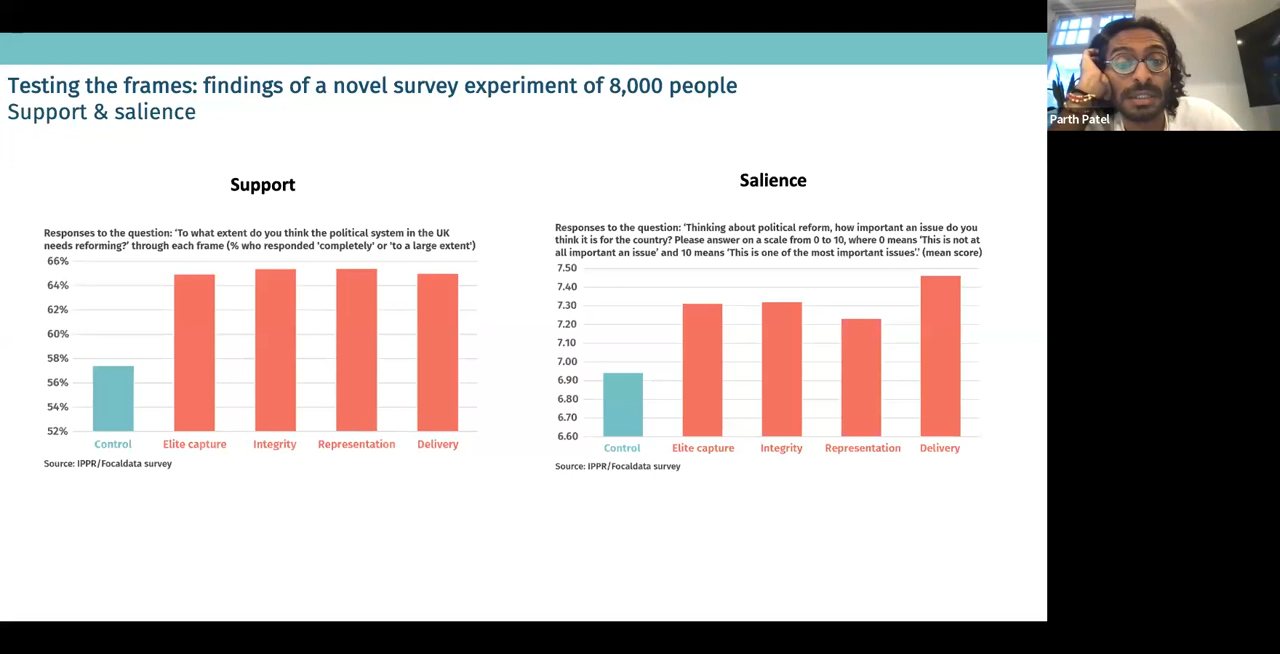 Testing the frames: findings of a novel survey experiment of 8,000 people
Support & salience
Support
Responses to the question: ‘To what extent do you think the political system in the UK
needs reforming?’ through each frame (% who responded 'completely' or 'to a large extent')
66%
64%
62%
60%
58%
56%
54%
52%
Control Elite capture Integrity Representation Delivery
Source: IPPR/Focaldata survey
Salience
Responses to the question: ‘Thinking about political reform, how important an issue do you
think it is for the country? Please answer on a scale from 0 to 10, where 0 means ‘This is not at
all important an issue’ and 10 means ‘This is one of the most important issues’.’ (mean score)
7.50
7.40
7.30
7.20
7.10
7.00
6.90
6.80
6.70
6.60
Control Elite capture Integrity Representation Delivery
Source: IPPR/Focaldata survey
Parth Patel